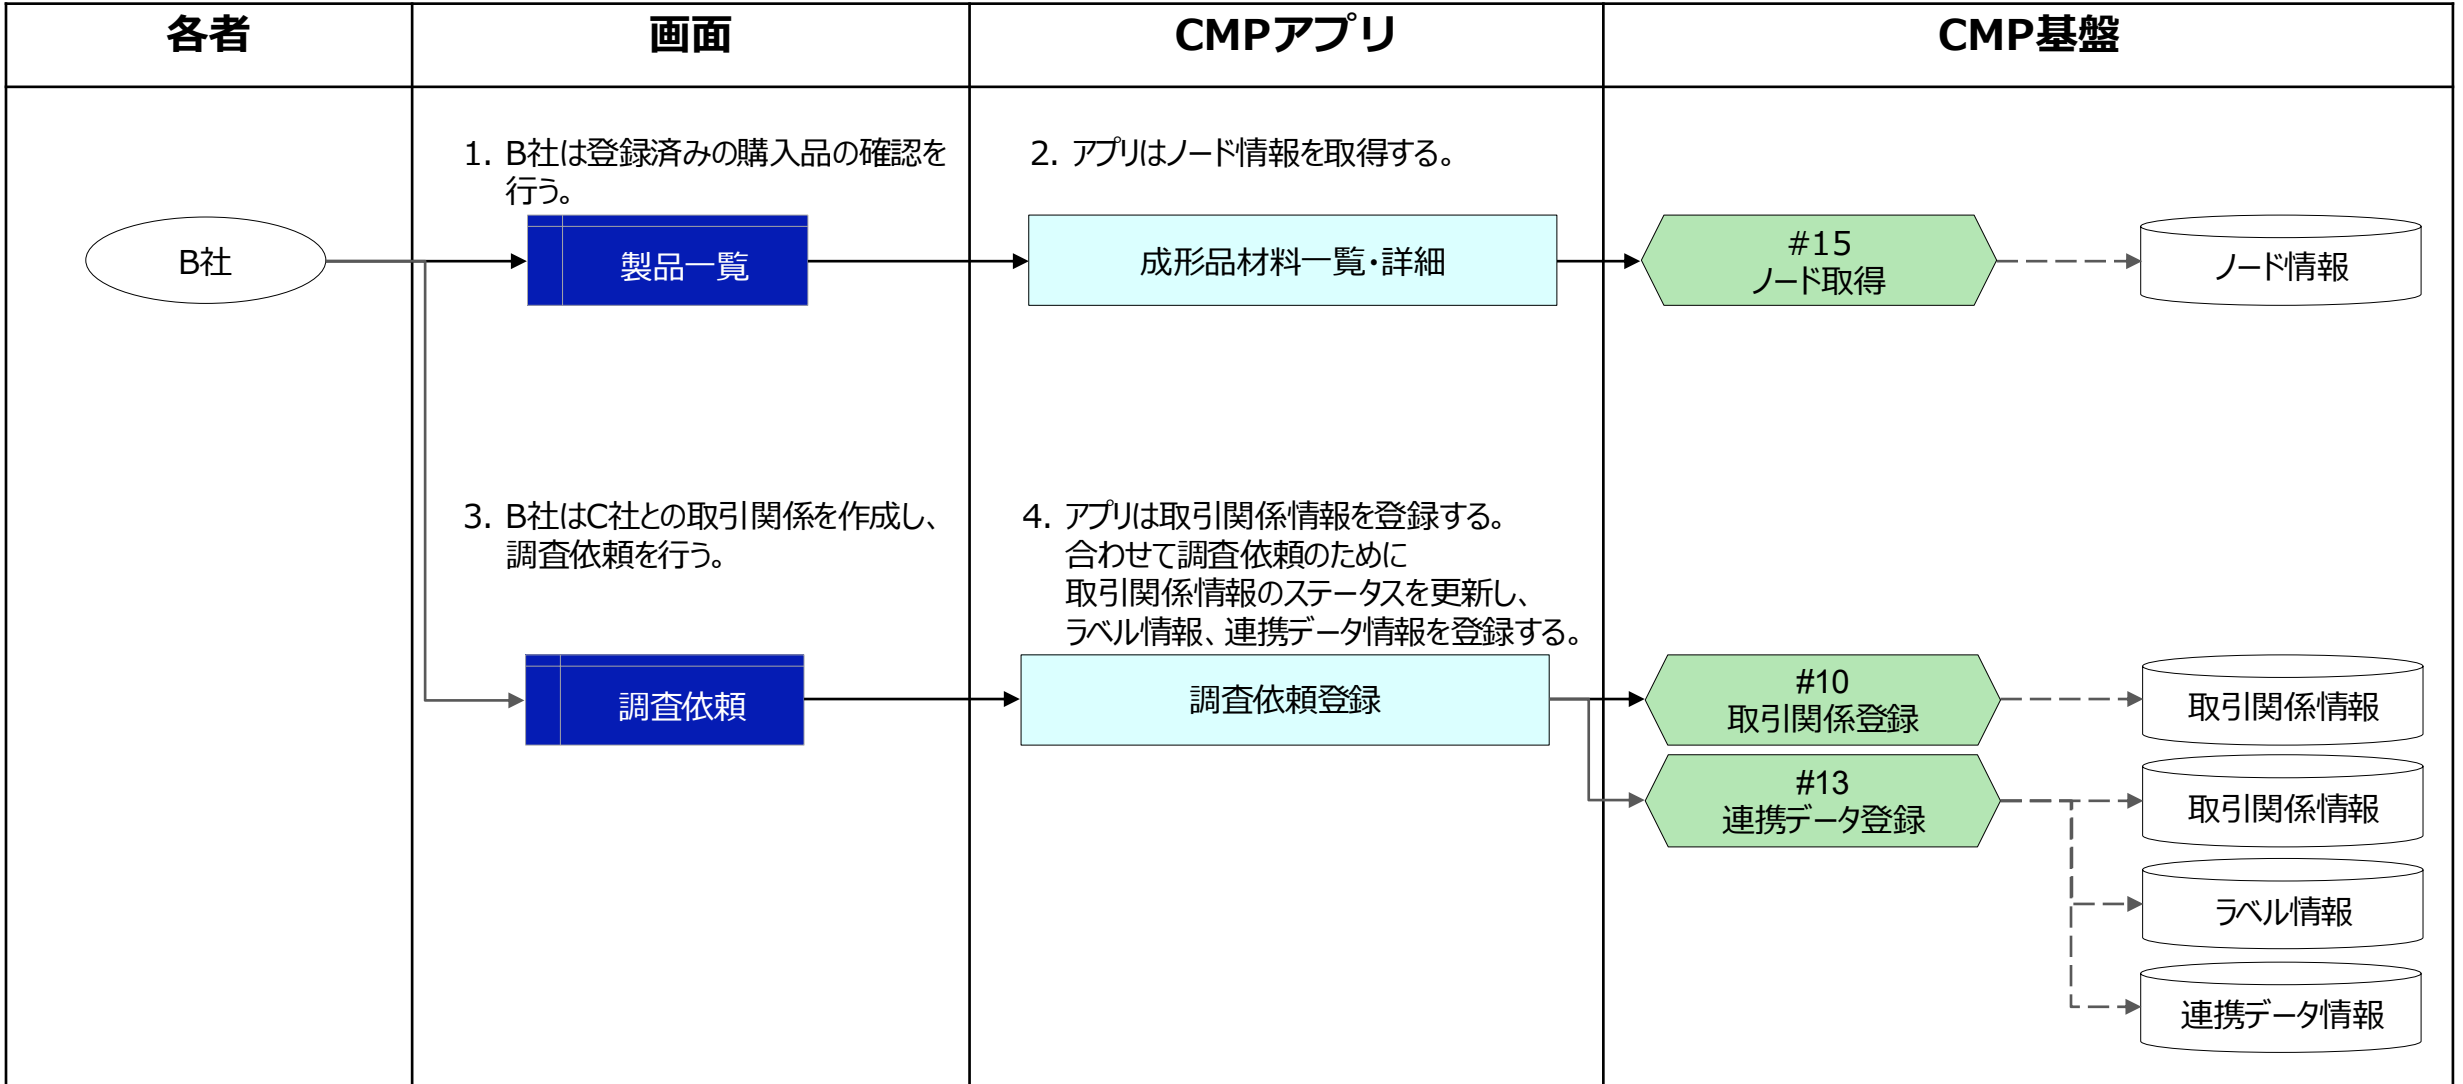 各者
画面
CMPアプリ
CMP基盤
1. B社は登録済みの購入品の確認を
行う。
2. アプリはノード情報を取得する。
B社
製品一覧
成形品材料一覧・詳細
#15
ノード取得
ノード情報
3. B社はC社との取引関係を作成し、
調査依頼を行う。
4. アプリは取引関係情報を登録する。
合わせて調査依頼のために
取引関係情報のステータスを更新し、
ラベル情報、連携データ情報を登録する。
調査依頼
調査依頼登録
#10
取引関係登録
取引関係情報
#13
連携データ登録
取引関係情報
ラベル情報
連携データ情報